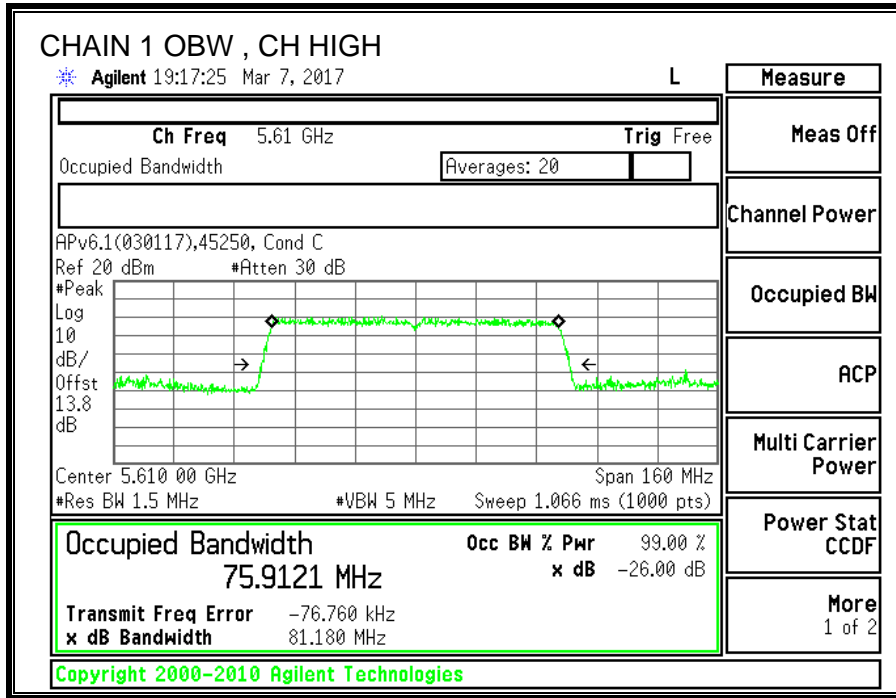 CHAIN 1 OBW , CH HIGH
Agilent 19:17:25 Mar 7, 2017 L
Measure
Ch Freq 5.61 GHz Trig Free
Occupied Bandwidth Averages: 20
APv6.1(030117),45250, Cond C
Ref 20 dBm #Atten 30 dB
#Peak
Log
10
dB/
Offst
13.8
dB
Center 5.610 00 GHz Span 160 MHz
#Res BW 1.5 MHz #VBW 5 MHz Sweep 1.066 ms (1000 pts)
Occupied Bandwidth Occ BW % Pwr 99.00 %
75.9121 MHz x dB -26.00 dB
Transmit Freq Error -76.760 kHz
x dB Bandwidth 81.180 MHz
Copyright 2000-2010 Agilent Technologies
Meas Off
Channel Power
Occupied BW
ACP
Multi Carrier
Power
Power Stat
CCDF
More
1 of 2